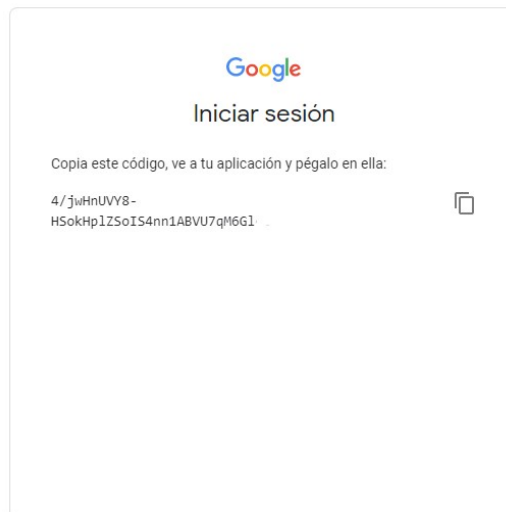 Google
Iniciar sesión
Copia este código, ve a tu aplicación y pégalo en ella:
4/jwHnUVY8-
HSokHplZSoIS4nn1ABVU7qM6Gl